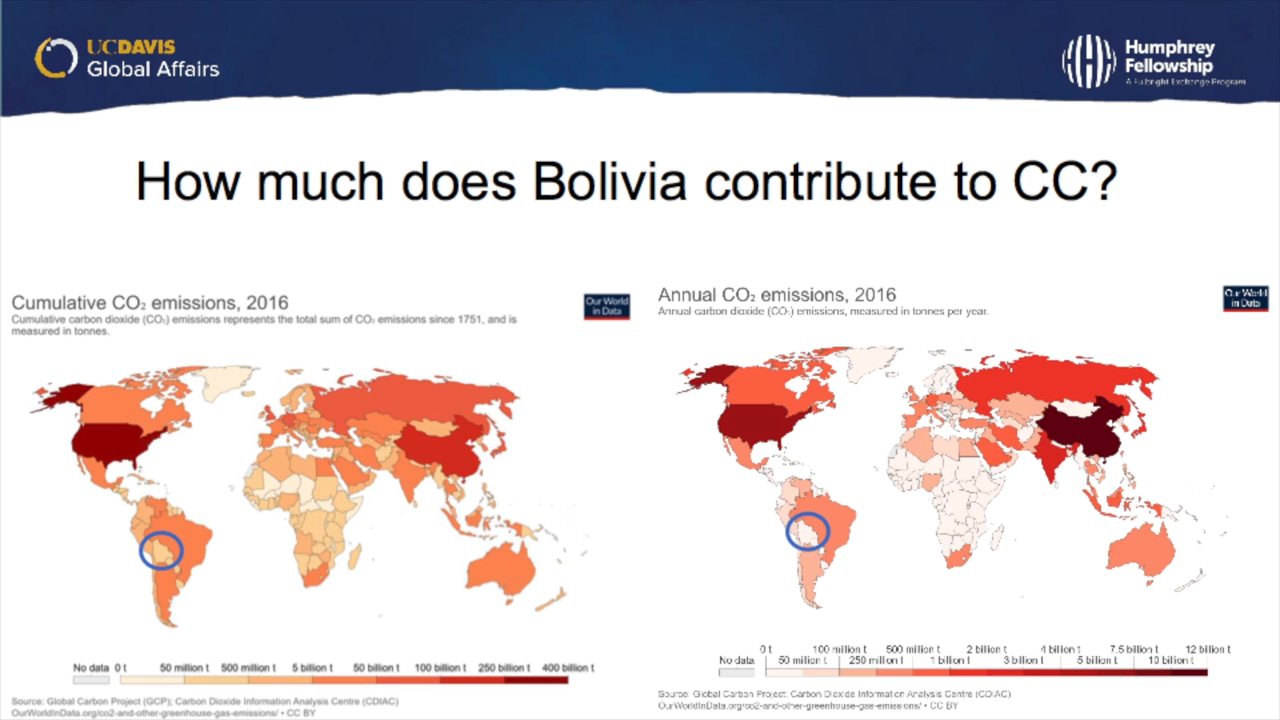 UCDAVIS
Global Affairs
Humphrey
Fellowship
A Fulbright Exchange Program
How much does Bolivia contribute to CC?
Cumulative CO₂ emissions, 2016
Cumulative carbon dioxide (CO₂) emissions represents the total sum of CO₂ emissions since 1751, and is
measured in tonnes.
Our World
in Data
No data 0 t 50 million t 500 million t 5 billion t 50 billion t 100 billion t 250 billion t 400 billion t
Source: Global Carbon Project (GCP); Carbon Dioxide Information Analysis Centre (CDIAC)
OurWorldInData.org/co2-and-other-greenhouse-gas-emissions/ • CC BY
Annual CO₂ emissions, 2016
Annual carbon dioxide (CO₂) emissions, measured in tonnes per year.
Our World
in Data
0 t 100 million t 500 million t 2 billion t 4 billion t 7.5 billion t 12 billion t
No data 50 million t 250 million t 1 billion t 3 billion t 5 billion t 10 billion t
Source: Global Carbon Project; Carbon Dioxide Information Analysis Centre (CDIAC)
OurWorldInData.org/co2-and-other-greenhouse-gas-emissions/ • CC BY